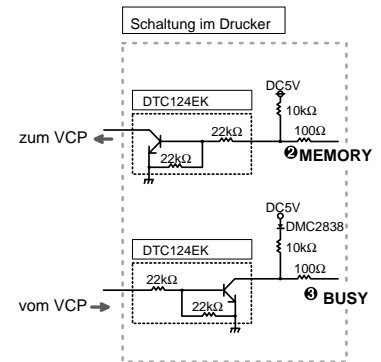 Schaltung im Drucker
DC5V
DTC124EK
10kΩ
22kΩ
100Ω
zum VCP
❷MEMORY
22kΩ
DC5V
DMC2838
DTC124EK
10kΩ
100Ω
22kΩ
❸ BUSY
vom VCP
22kΩ